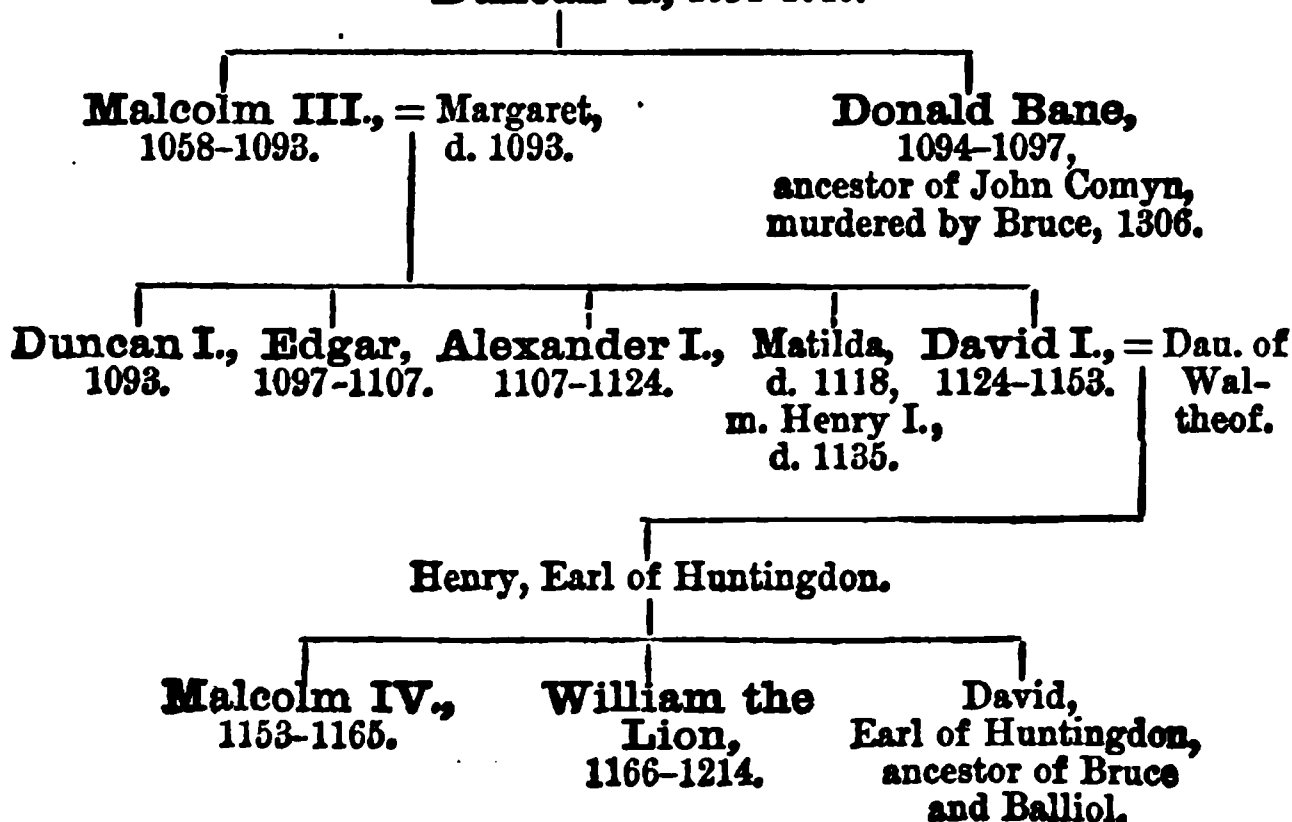 Malcolm III., = Margaret,
1058-1093. d. 1093.
Donald Bane,
1094-1097,
ancestor of John Comyn,
murdered by Bruce, 1306.
Duncan I.,
1093.
Edgar,
1097-1107.
Alexander I.,
1107-1124.
Matilda,
d. 1118,
m. Henry I.,
d. 1135.
David I., = Dau. of
1124-1153. Wal-
theof.
Henry, Earl of Huntingdon.
Malcolm IV.,
1153-1165.
William the
Lion,
1166-1214.
David,
Earl of Huntingdon,
ancestor of Bruce
and Balliol.